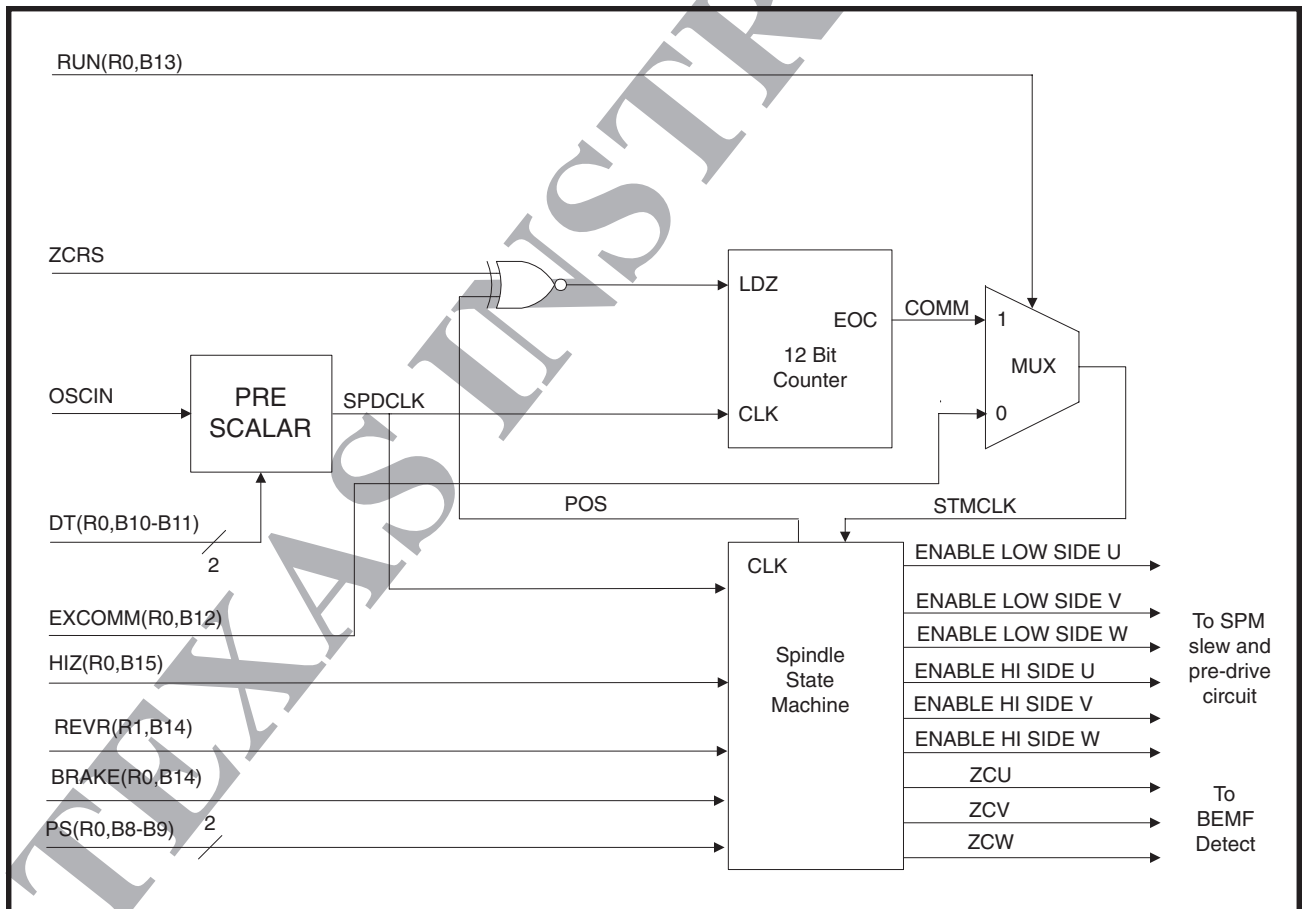 RUN(R0,B13)
ZCRS
LDZ
EOC
COMM
1
12 Bit
Counter
MUX
OSCIN
PRE
SCALAR
SPDCLK
CLK
0
DT(R0,B10-B11)
2
POS
STMCLK
CLK
ENABLE LOW SIDE U
EXCOMM(R0,B12)
ENABLE LOW SIDE V
ENABLE LOW SIDE W
To SPM
slew and
pre-drive
circuit
HIZ(R0,B15)
Spindle
State
Machine
ENABLE HI SIDE U
ENABLE HI SIDE V
REVR(R1,B14)
ENABLE HI SIDE W
BRAKE(R0,B14)
ZCU
ZCV
ZCW
To
BEMF
Detect
PS(R0,B8-B9)
2
TEXAS INSTR